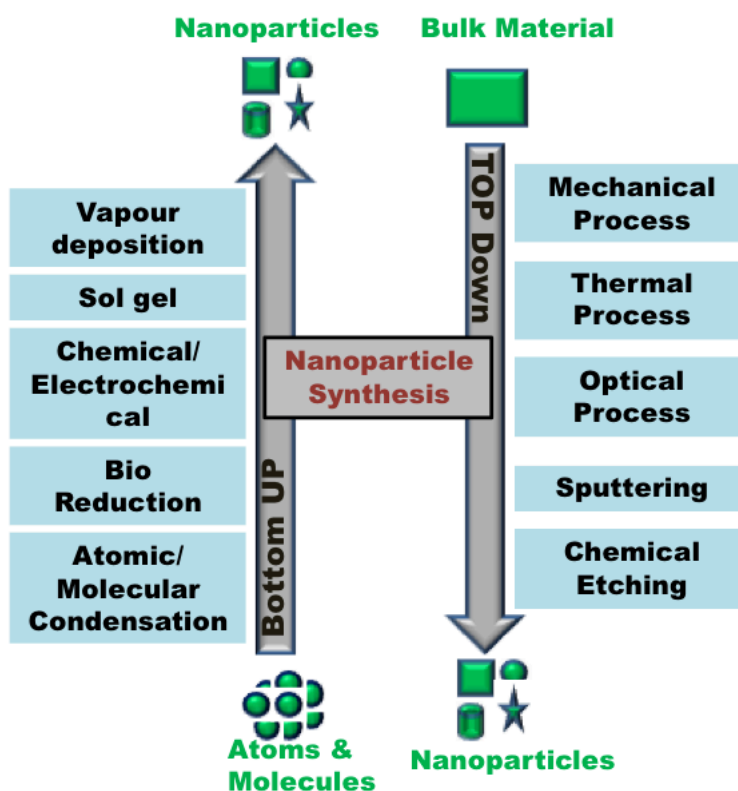 Nanoparticles
Bulk Material
Vapour
deposition
Sol gel
Chemical/
Electrochemi
cal
Bio
Reduction
Atomic/
Molecular
Condensation
Bottom UP
Atoms &
Molecules
Nanoparticle
Synthesis
TOP Down
Mechanical
Process
Thermal
Process
Optical
Process
Sputtering
Chemical
Etching
Nanoparticles